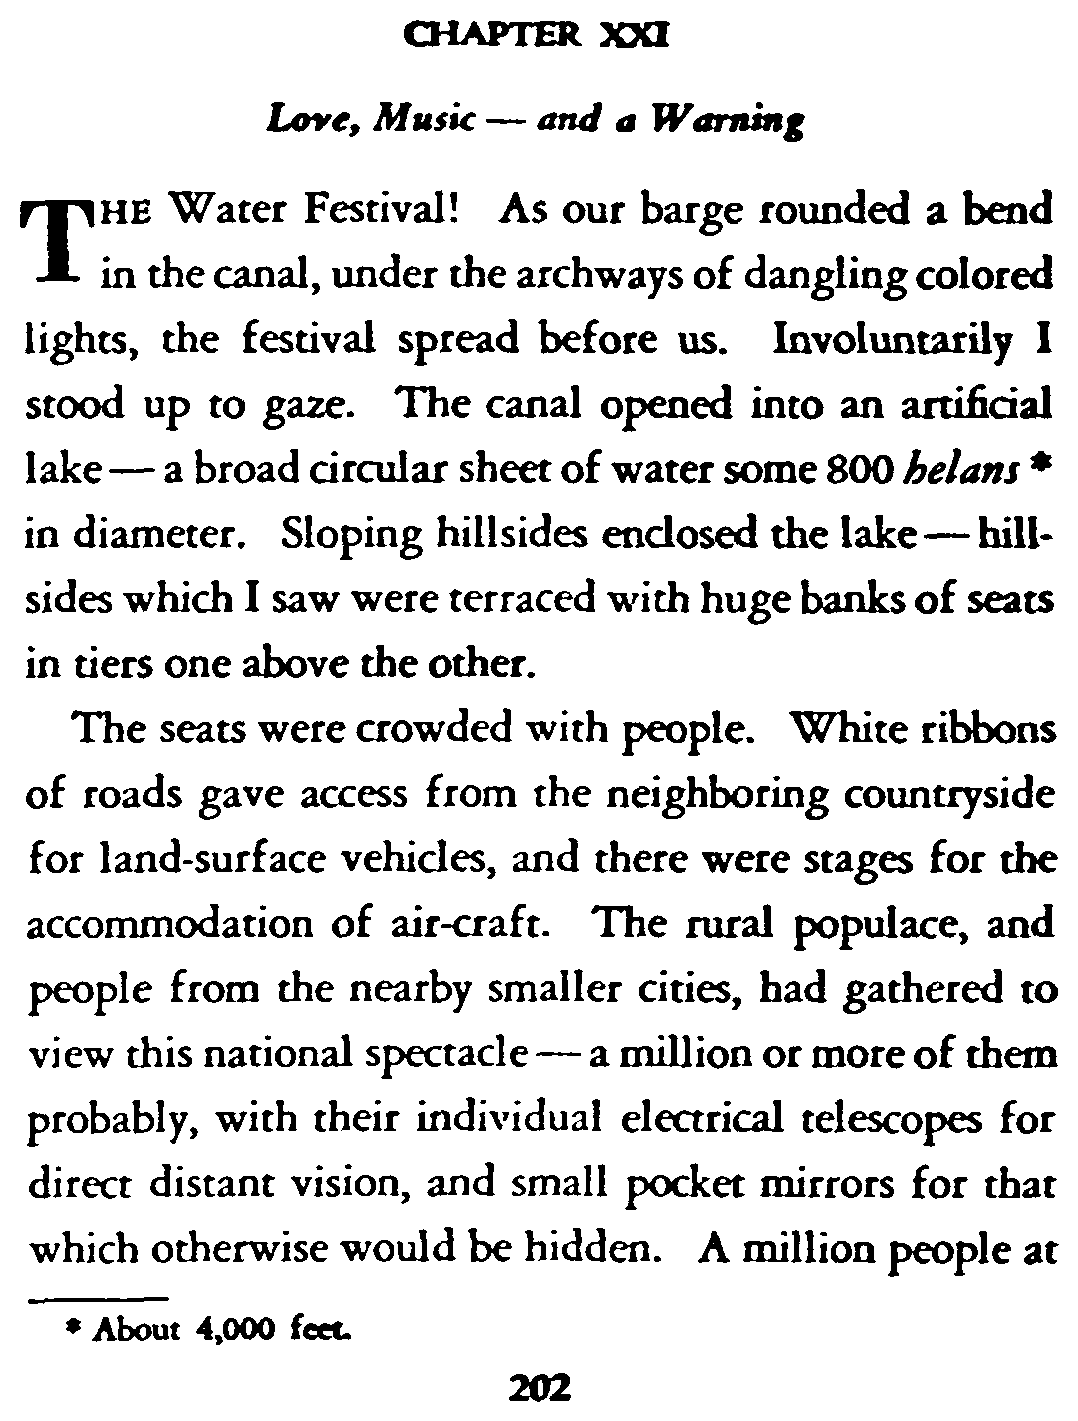 CHAPTER XXI
Love, Music — and a Warning
THE Water Festival! As our barge rounded a bend
in the canal, under the archways of dangling colored
lights, the festival spread before us. Involuntarily I
stood up to gaze. The canal opened into an artificial
lake — a broad circular sheet of water some 800 helans *
in diameter. Sloping hillsides enclosed the lake — hill-
sides which I saw were terraced with huge banks of seats
in tiers one above the other.
The seats were crowded with people. White ribbons
of roads gave access from the neighboring countryside
for land-surface vehicles, and there were stages for the
accommodation of air-craft. The rural populace, and
people from the nearby smaller cities, had gathered to
view this national spectacle — a million or more of them
probably, with their individual electrical telescopes for
direct distant vision, and small pocket mirrors for that
which otherwise would be hidden. A million people at
* About 4,000 feet.
202